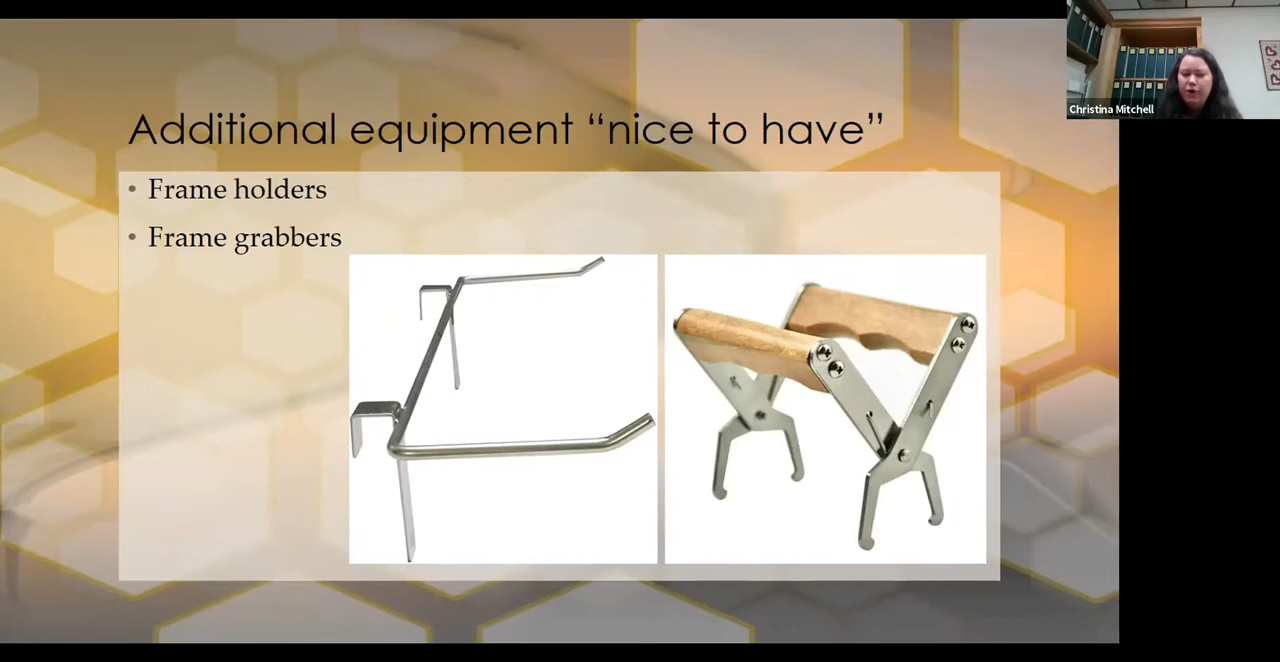 Christina Mitchell
Additional equipment “nice to have”
• Frame holders
• Frame grabbers